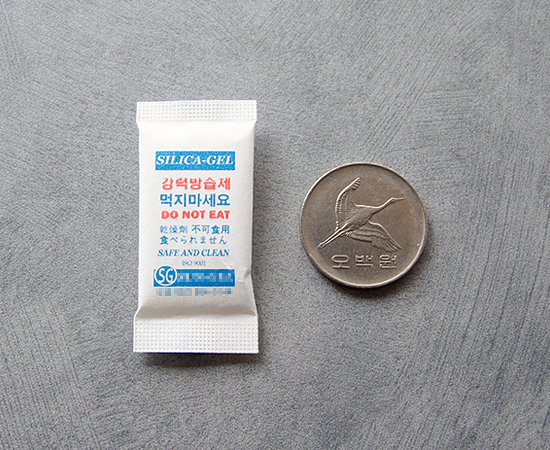 SILICA-GEL
강력방습제
먹지마세요
DO NOT EAT
乾燥劑 不可食用
食べられません
SAFE AND CLEAN
ISO 9001
SG
오백원